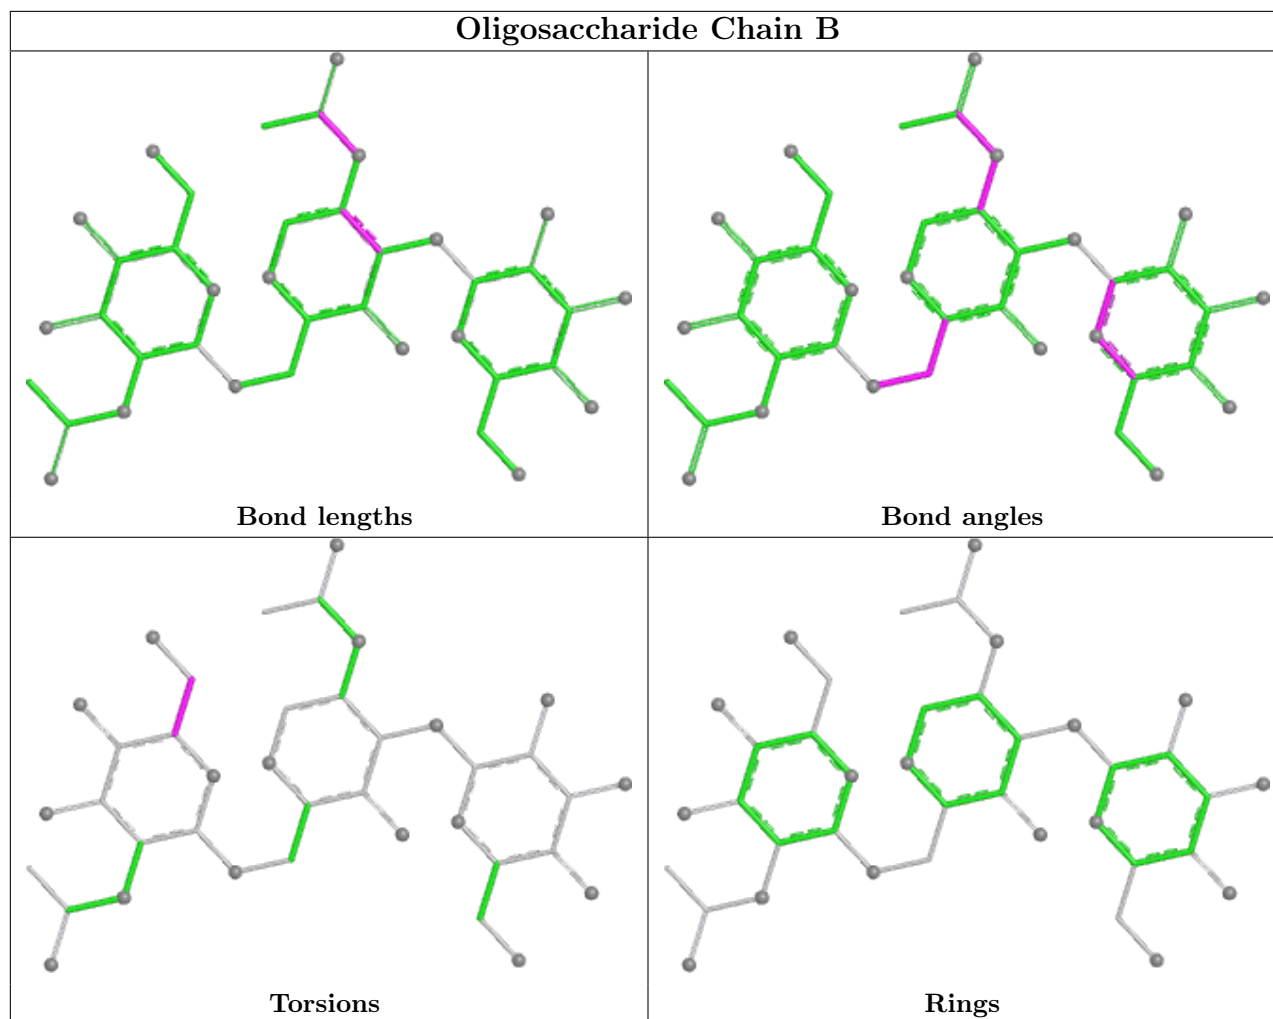 Oligosaccharide Chain B
Bond lengths
Bond angles
Torsions
Rings